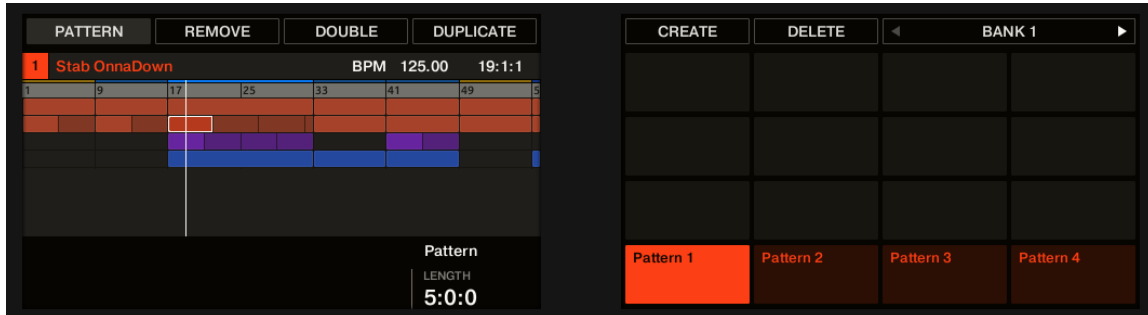 PATTERN REMOVE DOUBLE DUPLICATE
1 Stab OnnaDown BPM 125.00 19:1:1
1 9 17 25 33 41 49 5
Pattern
LENGTH
5:0:0
CREATE DELETE BANK 1
Pattern 1 Pattern 2 Pattern 3 Pattern 4